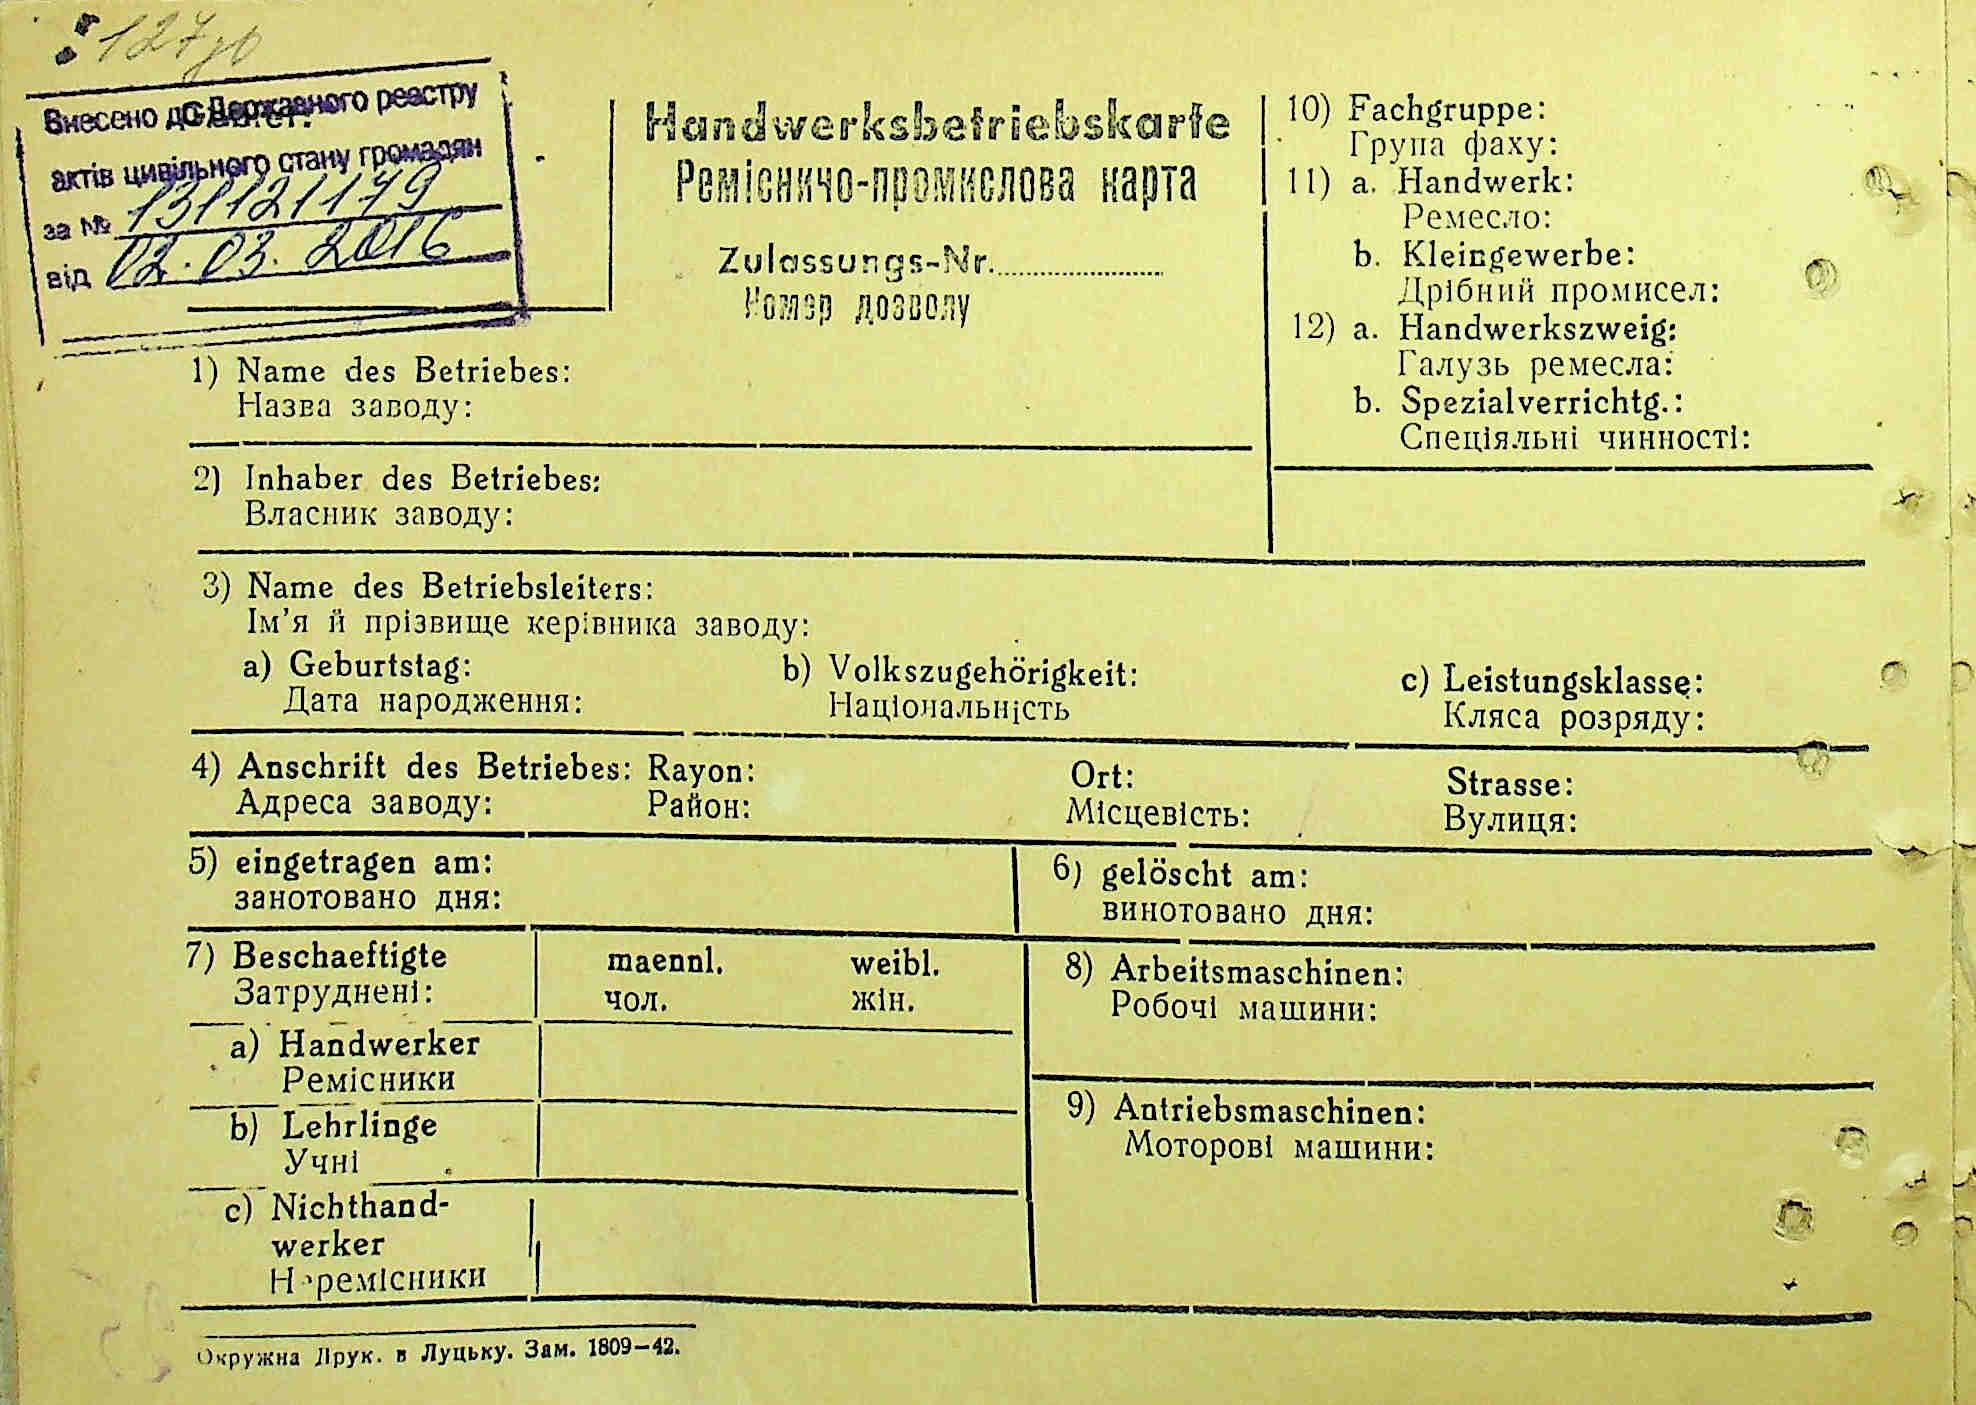 127зв
Внесено до Державного реєстру
актів цивільного стану громадян
за № 131121179
від 02.03.2016
Handwerksbetriebskarte
Ремісничо-промислова карта
Zulassungs-Nr.
Номер дозволу
10) Fachgruppe:
Група фаху:
11) a. Handwerk:
Ремесло:
b. Kleingewerbe:
Дрібний промисел:
12) a. Handwerkszweig:
Галузь ремесла:
b. Spezialverrichtg.:
Спеціяльні чинності:
1) Name des Betriebes:
Назва заводу:
2) Inhaber des Betriebes:
Власник заводу:
3) Name des Betriebsleiters:
Ім'я й прізвище керівника заводу:
a) Geburtstag: b) Volkszugehörigkeit: c) Leistungsklasse:
Дата народження: Національність Кляса розряду:
4) Anschrift des Betriebes: Rayon: Ort: Strasse:
Адреса заводу: Район: Місцевість: Вулиця:
5) eingetragen am: 6) gelöscht am:
занотовано дня: винотовано дня:
7) Beschaeftigte maennl. weibl. 8) Arbeitsmaschinen:
Затруднені: чол. жін. Робочі машини:
a) Handwerker
Ремісники
b) Lehrlinge 9) Antriebsmaschinen:
Учні Моторові машини:
c) Nichthand-
werker
Неремісники
Окружна Друк. в Луцьку. Зам. 1809—42.